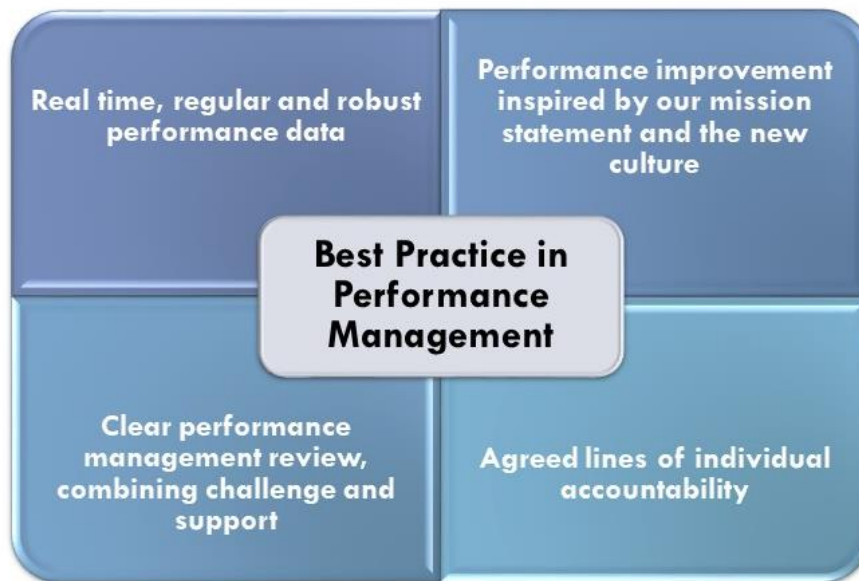 Real time, regular and robust
performance data
Performance improvement
inspired by our mission
statement and the new
culture
Best Practice in
Performance
Management
Clear performance
management review,
combining challenge and
support
Agreed lines of individual
accountability